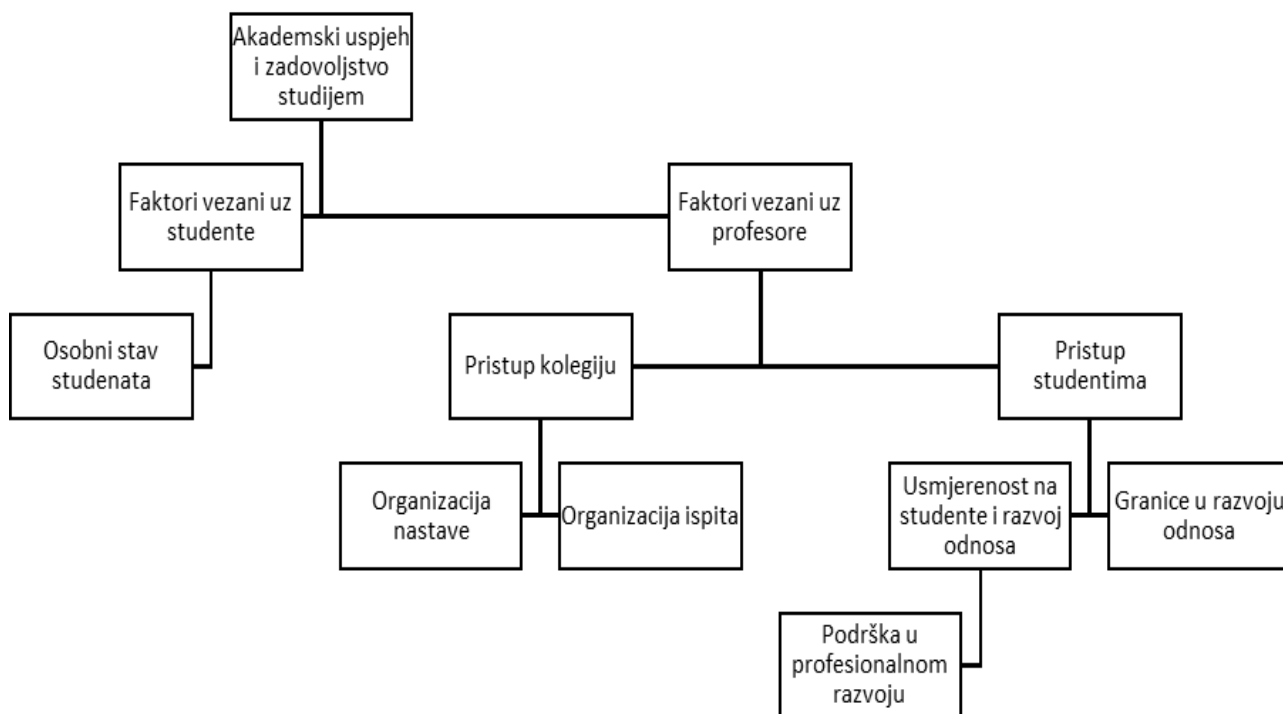 Akademski uspjeh
i zadovoljstvo
studijem
Faktori vezani uz
studente
Faktori vezani uz
profesore
Osobni stav
studenata
Pristup kolegiju
Pristup
studentima
Organizacija
nastave
Organizacija ispita
Usmjerenost na
studente i razvoj
odnosa
Granice u razvoju
odnosa
Podrška u
profesionalnom
razvoju